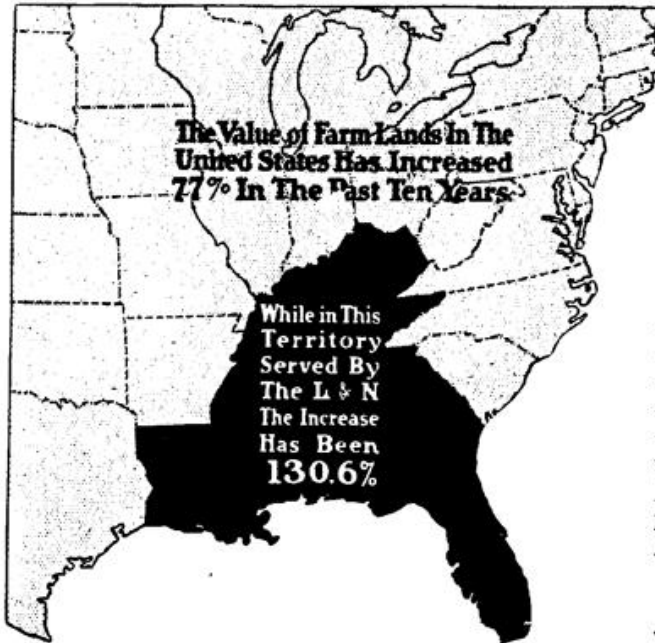 The Value of Farm Lands In The
United States Has Increased
77% In The Past Ten Years
While in This
Territory
Served By
The L & N
The Increase
Has Been
130.6%